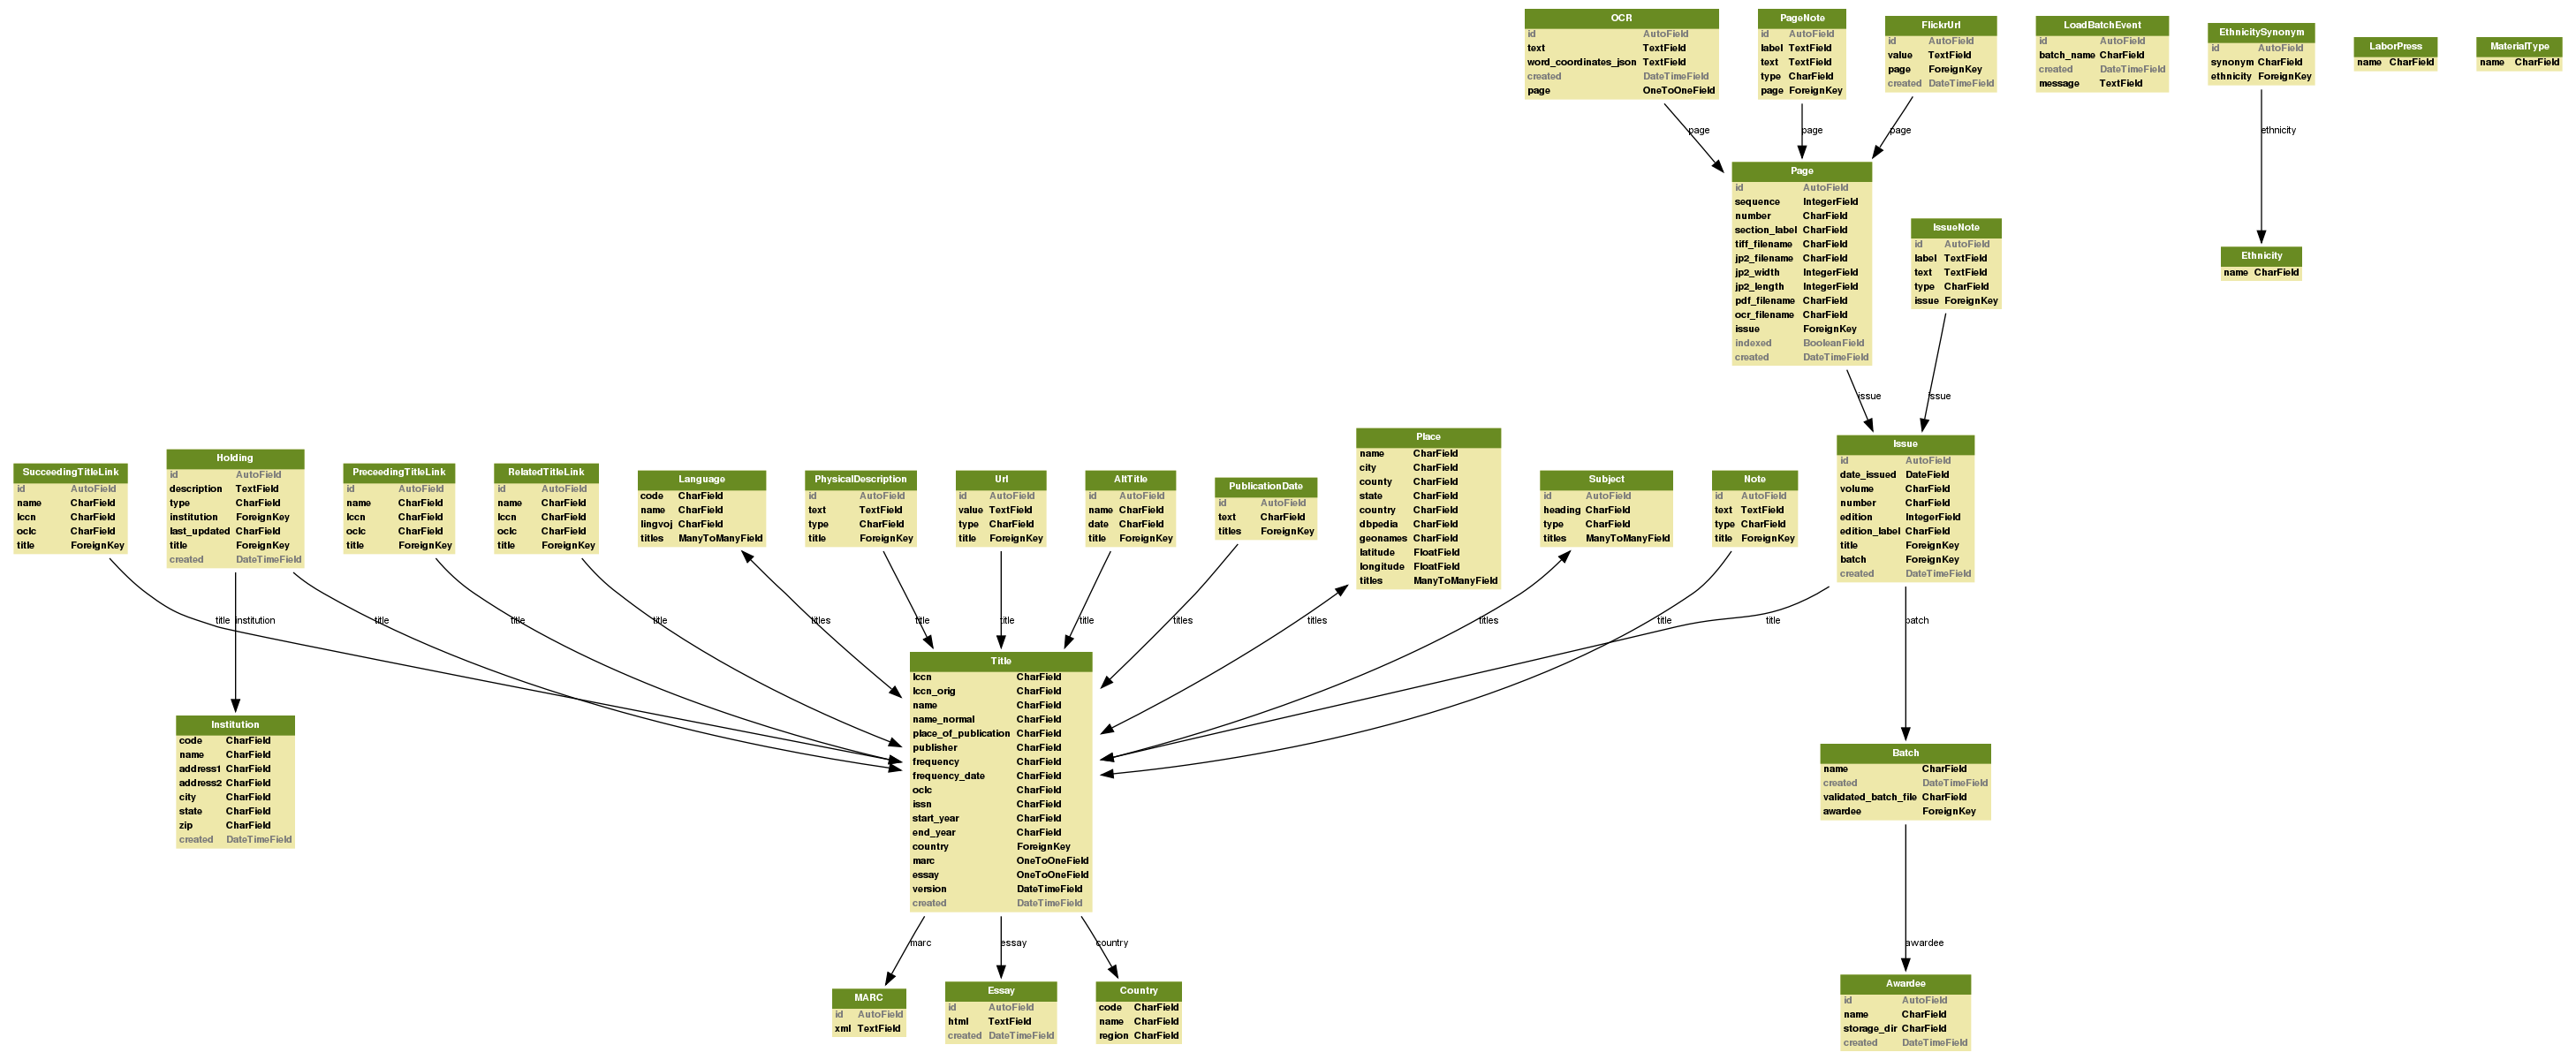 OCR
id AutoField
text TextField
word_coordinates_json TextField
created DateTimeField
page OneToOneField
PageNote
id AutoField
label TextField
text TextField
type CharField
page ForeignKey
FlickrUrl
id AutoField
value TextField
page ForeignKey
created DateTimeField
LoadBatchEvent
id AutoField
batch_name CharField
created DateTimeField
message TextField
EthnicitySynonym
id AutoField
synonym CharField
ethnicity ForeignKey
LaborPress
name CharField
MaterialType
name CharField
page
page
page
ethnicity
Page
id AutoField
sequence IntegerField
number CharField
section_label CharField
tiff_filename CharField
jp2_filename CharField
jp2_width IntegerField
jp2_length IntegerField
pdf_filename CharField
ocr_filename CharField
issue ForeignKey
indexed BooleanField
created DateTimeField
IssueNote
id AutoField
label TextField
text TextField
type CharField
issue ForeignKey
Ethnicity
name CharField
issue
issue
SucceedingTitleLink
id AutoField
name CharField
lccn CharField
oclc CharField
title ForeignKey
Holding
id AutoField
description TextField
type CharField
institution ForeignKey
last_updated CharField
title ForeignKey
created DateTimeField
PreceedingTitleLink
id AutoField
name CharField
lccn CharField
oclc CharField
title ForeignKey
RelatedTitleLink
id AutoField
name CharField
lccn CharField
oclc CharField
title ForeignKey
Language
code CharField
name CharField
lingvoj CharField
titles ManyToManyField
PhysicalDescription
id AutoField
text TextField
type CharField
title ForeignKey
Url
id AutoField
value TextField
type CharField
title ForeignKey
AltTitle
id AutoField
name CharField
date CharField
title ForeignKey
PublicationDate
id AutoField
text CharField
titles ForeignKey
Place
name CharField
city CharField
county CharField
state CharField
country CharField
dbpedia CharField
geonames CharField
latitude FloatField
longitude FloatField
titles ManyToManyField
Subject
id AutoField
heading CharField
type CharField
titles ManyToManyField
Note
id AutoField
text TextField
type CharField
title ForeignKey
Issue
id AutoField
date_issued DateField
volume CharField
number CharField
edition IntegerField
edition_label CharField
title ForeignKey
batch ForeignKey
created DateTimeField
title
institution
title
title
title
titles
title
title
title
titles
titles
titles
title
title
batch
Title
lccn CharField
lccn_orig CharField
name CharField
name_normal CharField
place_of_publication CharField
publisher CharField
frequency CharField
frequency_date CharField
oclc CharField
issn CharField
start_year CharField
end_year CharField
country ForeignKey
marc OneToOneField
essay OneToOneField
version DateTimeField
created DateTimeField
Institution
code CharField
name CharField
address1 CharField
address2 CharField
city CharField
state CharField
zip CharField
created DateTimeField
Batch
name CharField
created DateTimeField
validated_batch_file CharField
awardee ForeignKey
marc
essay
country
awardee
MARC
id AutoField
xml TextField
Essay
id AutoField
html TextField
created DateTimeField
Country
code CharField
name CharField
region CharField
Awardee
id AutoField
name CharField
storage_dir CharField
created DateTimeField